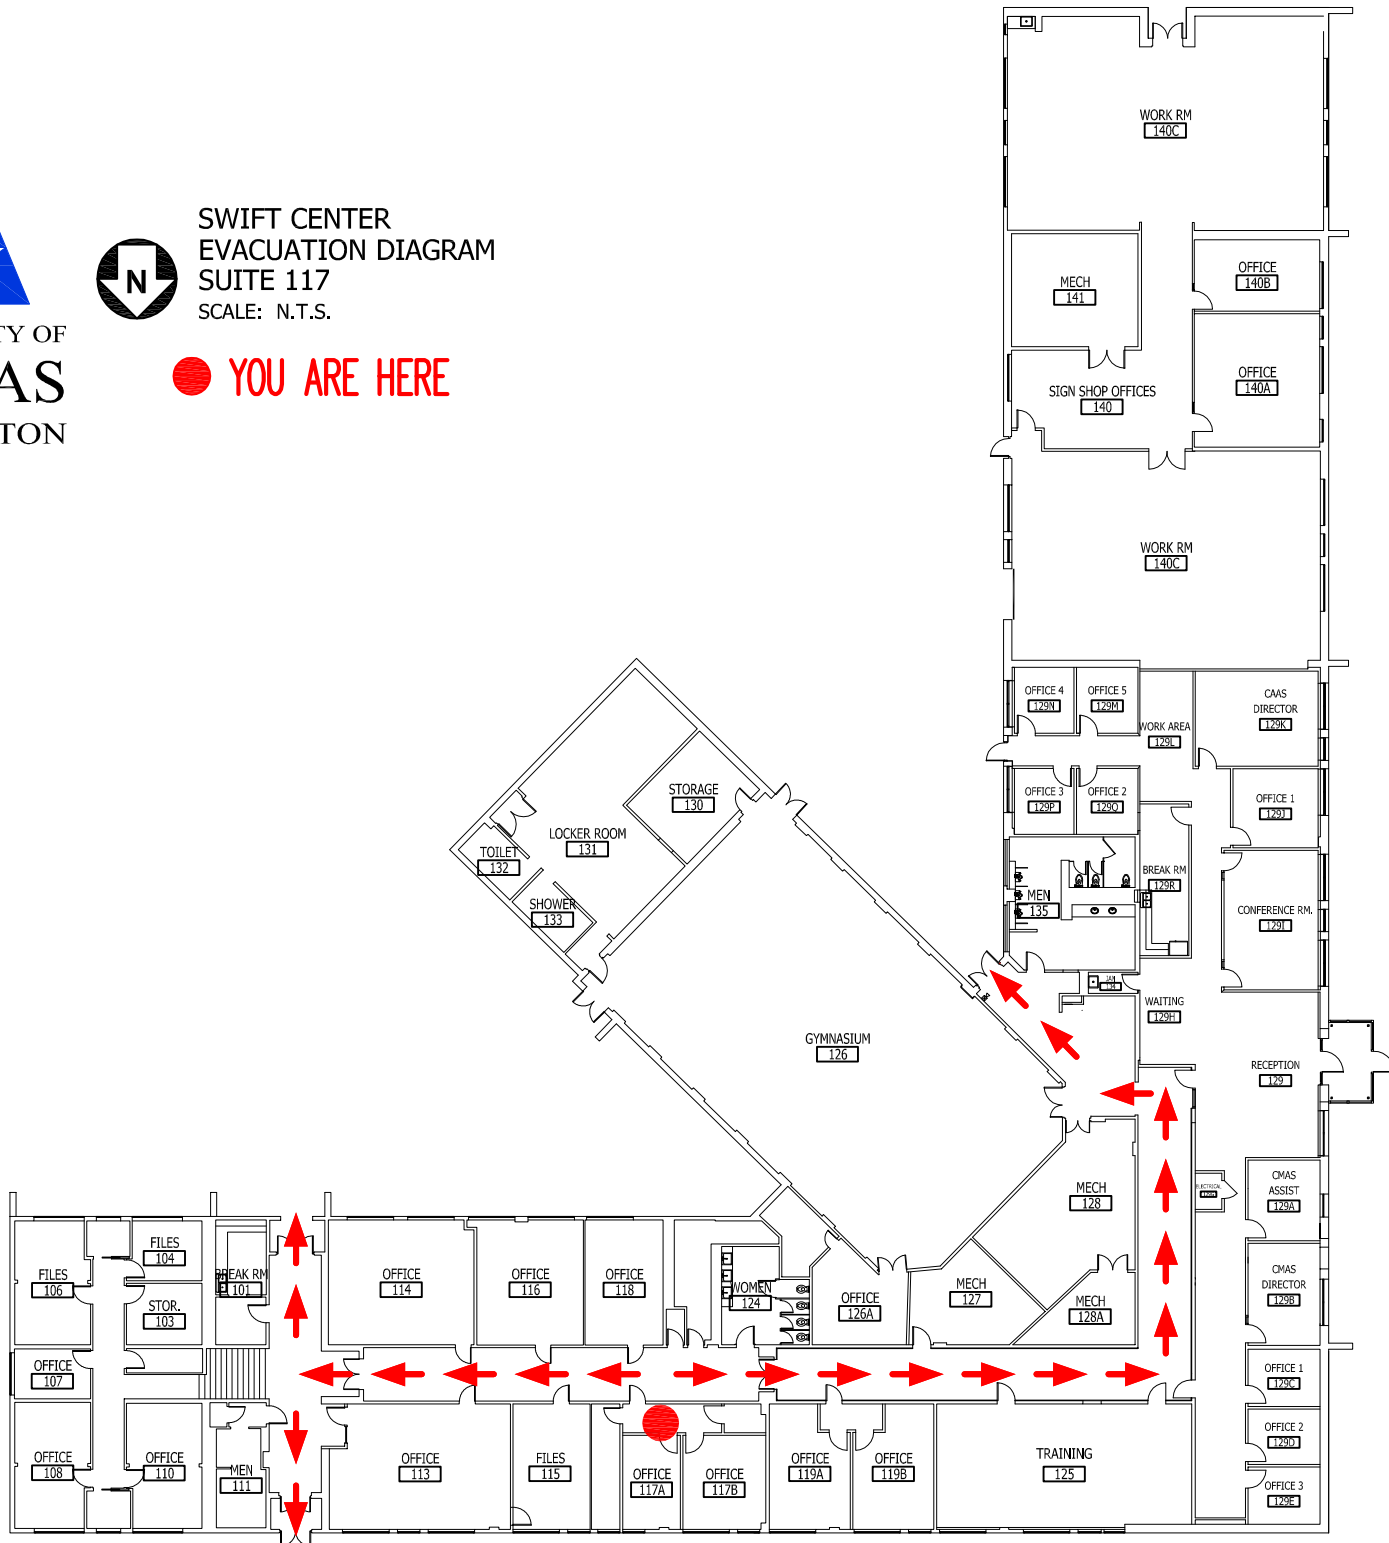 SWIFT CENTER
EVACUATION DIAGRAM
SUITE 117
SCALE: N.T.S.
N
YOU ARE HERE
TY OF
AS
TON
WORK RM
140C
MECH
141
OFFICE
140B
OFFICE
140A
SIGN SHOP OFFICES
140
WORK RM
140C
OFFICE 4
129N
OFFICE 5
129M
WORK AREA
129L
CAAS
DIRECTOR
129K
OFFICE 3
129P
OFFICE 2
129Q
OFFICE 1
129J
STORAGE
130
LOCKER ROOM
131
TOILET
132
SHOWER
133
MEN
135
BREAK RM
129R
CONFERENCE RM.
129I
JAN
134
WAITING
129H
GYMNASIUM
126
RECEPTION
129
ELECTRICAL
CMAS
ASSIST
129A
MECH
128
CMAS
DIRECTOR
129B
FILES
104
FILES
106
BREAK RM
101
STOR.
103
OFFICE
114
OFFICE
116
OFFICE
118
WOMEN
124
OFFICE
126A
MECH
127
MECH
128A
OFFICE
107
OFFICE 1
129C
OFFICE 2
129D
OFFICE 3
129E
OFFICE
108
OFFICE
110
MEN
111
OFFICE
113
FILES
115
OFFICE
117A
OFFICE
117B
OFFICE
119A
OFFICE
119B
TRAINING
125